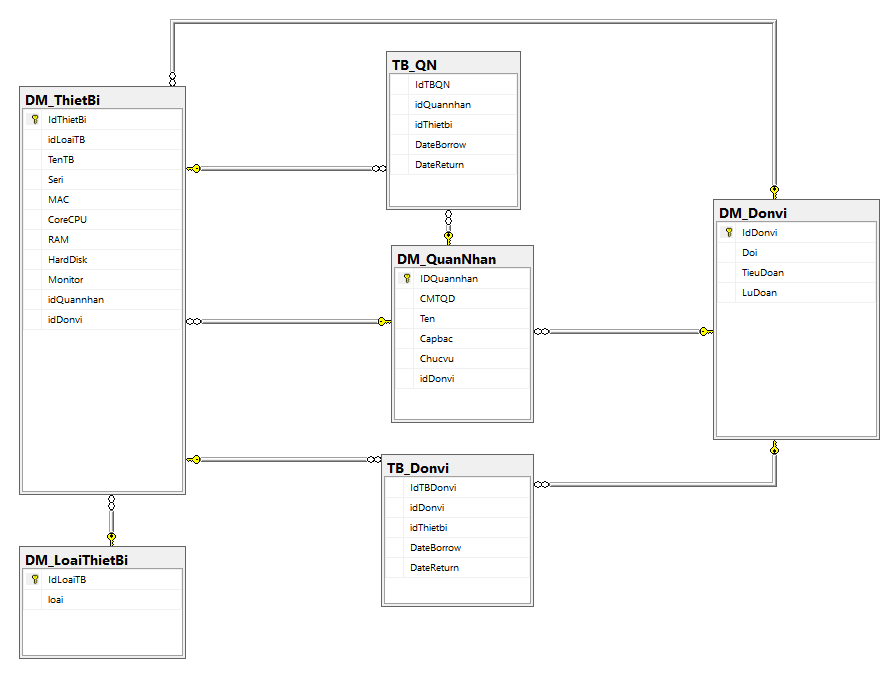 DM_ThietBi
IdThietBi
idLoaiTB
TenTB
Seri
MAC
CoreCPU
RAM
HardDisk
Monitor
idQuannhan
idDonvi
TB_QN
IdTBQN
idQuannhan
idThietbi
DateBorrow
DateReturn
DM_QuanNhan
IDQuannhan
CMTQD
Ten
Capbac
Chucvu
idDonvi
DM_Donvi
IdDonvi
Doi
TieuDoan
LuDoan
TB_Donvi
IdTBDonvi
idDonvi
idThietbi
DateBorrow
DateReturn
DM_LoaiThietBi
IdLoaiTB
loai